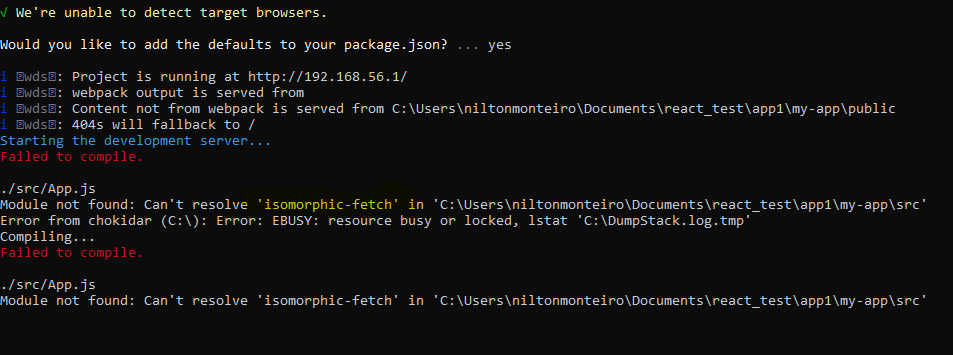 √ We're unable to detect target browsers.
Would you like to add the defaults to your package.json? ... yes
i ⍰wds⍰: Project is running at http://192.168.56.1/
i ⍰wds⍰: webpack output is served from
i ⍰wds⍰: Content not from webpack is served from C:\Users\niltonmonteiro\Documents\react_test\app1\my-app\public
i ⍰wds⍰: 404s will fallback to /
Starting the development server...
Failed to compile.
./src/App.js
Module not found: Can't resolve 'isomorphic-fetch' in 'C:\Users\niltonmonteiro\Documents\react_test\app1\my-app\src'
Error from chokidar (C:\): Error: EBUSY: resource busy or locked, lstat 'C:\DumpStack.log.tmp'
Compiling...
Failed to compile.
./src/App.js
Module not found: Can't resolve 'isomorphic-fetch' in 'C:\Users\niltonmonteiro\Documents\react_test\app1\my-app\src'